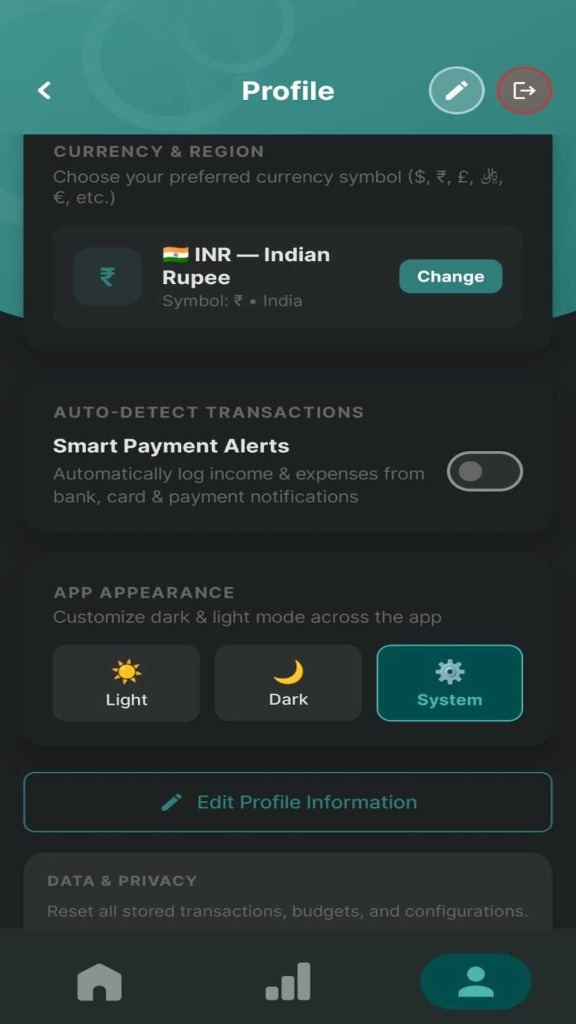 Profile
CURRENCY & REGION
Choose your preferred currency symbol ($, ₹, £, ﷼,
€, etc.)
₹
🇮🇳 INR — Indian
Rupee
Symbol: ₹ • India
Change
AUTO-DETECT TRANSACTIONS
Smart Payment Alerts
Automatically log income & expenses from
bank, card & payment notifications
APP APPEARANCE
Customize dark & light mode across the app
Light
Dark
System
Edit Profile Information
DATA & PRIVACY
Reset all stored transactions, budgets, and configurations.